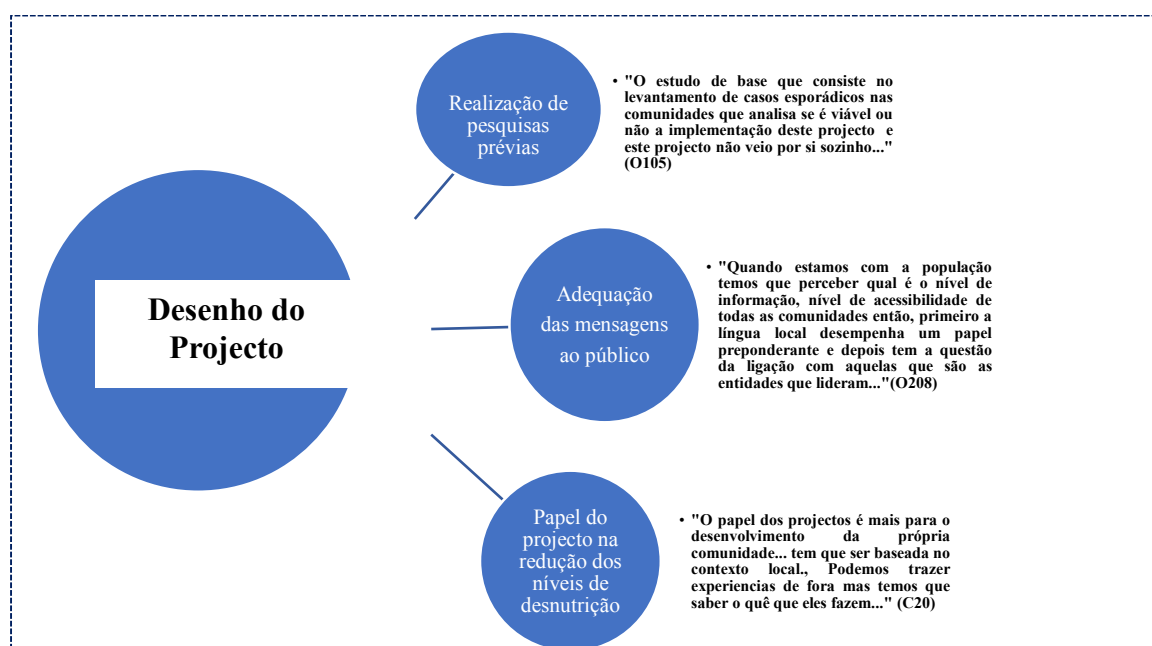 Desenho do
Projecto
Realização de
pesquisas
prévias
• "O estudo de base que consiste no
levantamento de casos esporádicos nas
comunidades que analisa se é viável ou
não a implementação deste projecto e
este projecto não veio por si sozinho..."
(O105)
Adequação
das mensagens
ao público
• "Quando estamos com a população
temos que perceber qual é o nível de
informação, nível de acessibilidade de
todas as comunidades então, primeiro a
língua local desempenha um papel
preponderante e depois tem a questão
da ligação com aquelas que são as
entidades que lideram..."(O208)
Papel do
projecto na
redução dos
níveis de
desnutrição
• "O papel dos projectos é mais para o
desenvolvimento da própria
comunidade... tem que ser baseada no
contexto local., Podemos trazer
experiencias de fora mas temos que
saber o quê que eles fazem..." (C20)